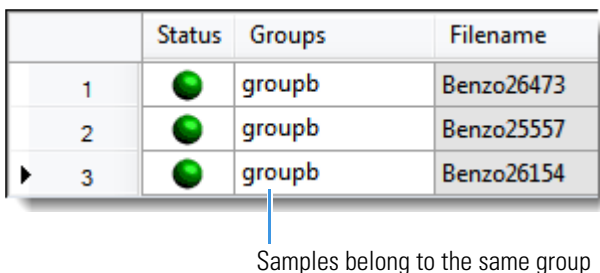 Status Groups Filename
1 groupb Benzo26473
2 groupb Benzo25557
3 groupb Benzo26154
Samples belong to the same group